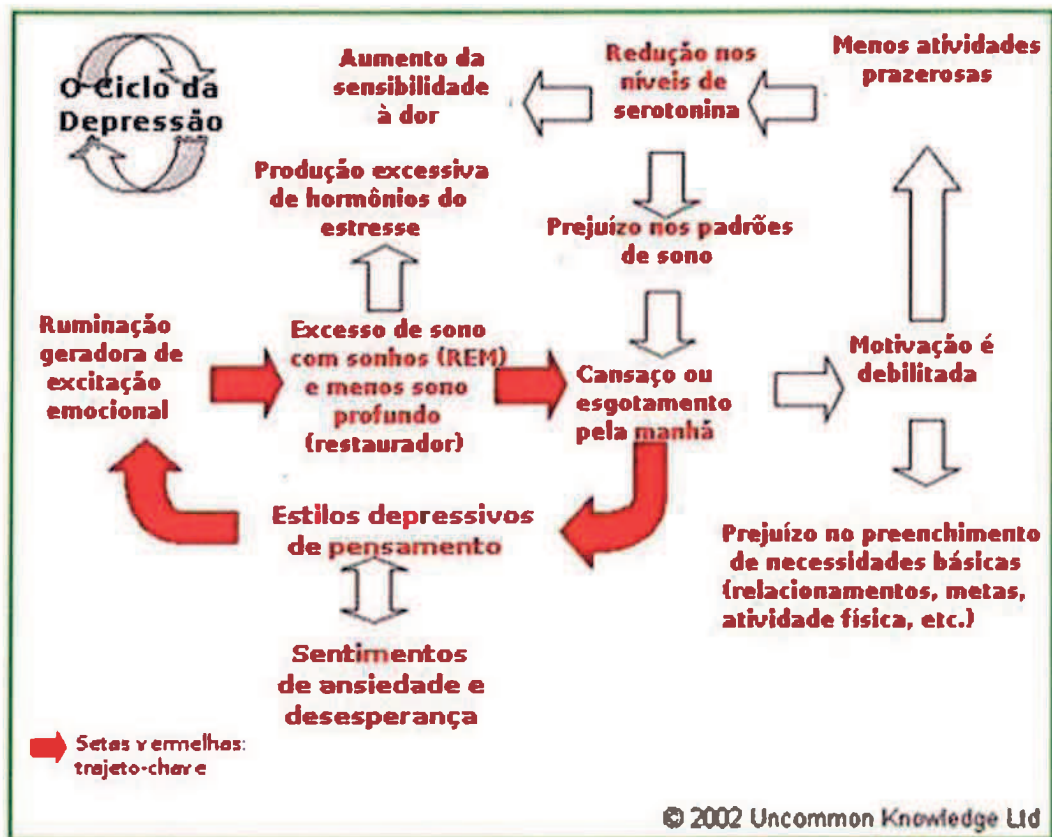 O Ciclo da
Depressão
Aumento da
sensibilidade
à dor
Redução nos
níveis de
serotonina
Menos atividades
prazerosas
Produção excessiva
de hormônios do
estresse
Prejuízo nos padrões
de sono
Ruminação
geradora de
excitação
emocional
Excesso de sono
com sonhos (REM)
e menos sono
profundo
(restaurador)
Cansaço ou
esgotamento
pela manhã
Motivação é
debilitada
Estilos depressivos
de pensamento
Prejuízo no preenchimento
de necessidades básicas
(relacionamentos, metas,
atividade física, etc.)
Sentimentos
de ansiedade e
desesperança
Setas vermelhas:
trajeto-chave
© 2002 Uncommon Knowledge Ltd